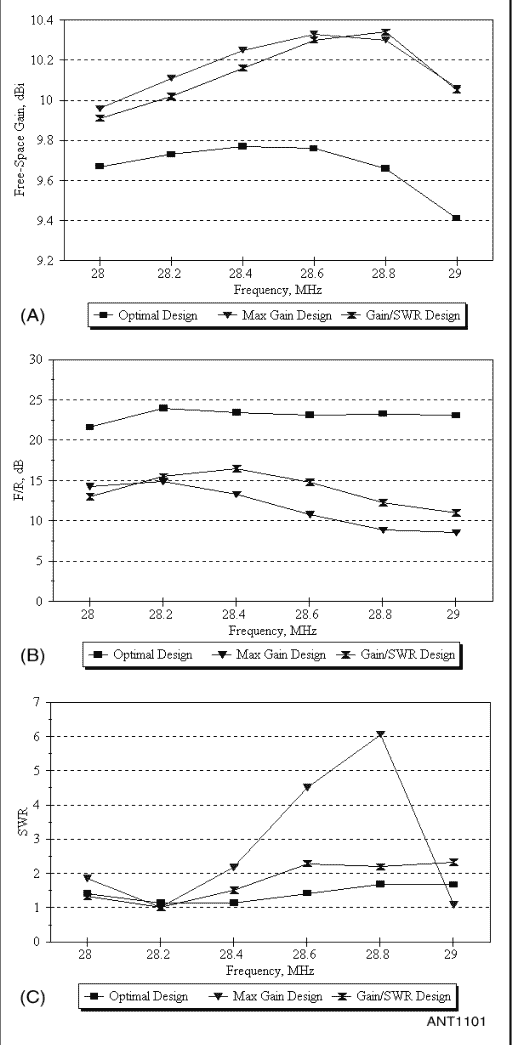 10.4
10.2
10
9.8
9.6
9.4
9.2
Free-Space Gain, dBi
28 28.2 28.4 28.6 28.8 29
Frequency, MHz
(A)
Optimal Design Max Gain Design Gain/SWR Design
30
25
20
15
10
5
0
F/R, dB
28 28.2 28.4 28.6 28.8 29
Frequency, MHz
(B)
Optimal Design Max Gain Design Gain/SWR Design
7
6
5
4
3
2
1
0
SWR
28 28.2 28.4 28.6 28.8 29
Frequency, MHz
(C)
Optimal Design Max Gain Design Gain/SWR Design
ANT1101